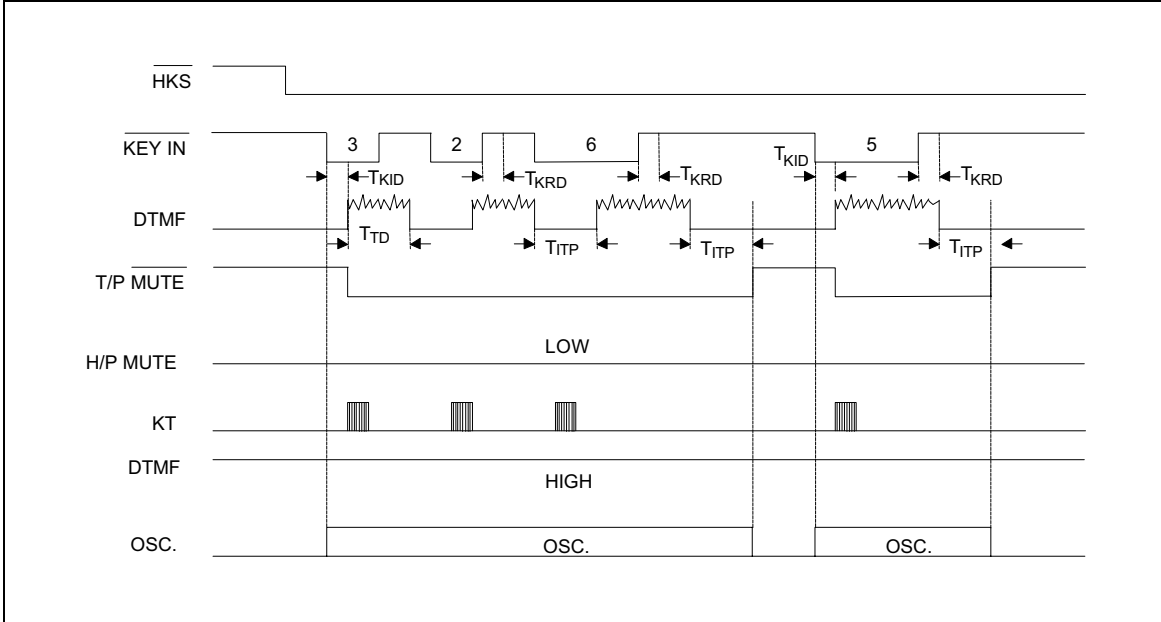 HKS
KEY IN
3
2
6
5
TKID
TKRD
TKRD
TKID
TKRD
DTMF
TTD
TITP
TITP
TITP
T/P MUTE
LOW
H/P MUTE
KT
DTMF
HIGH
OSC.
OSC.
OSC.